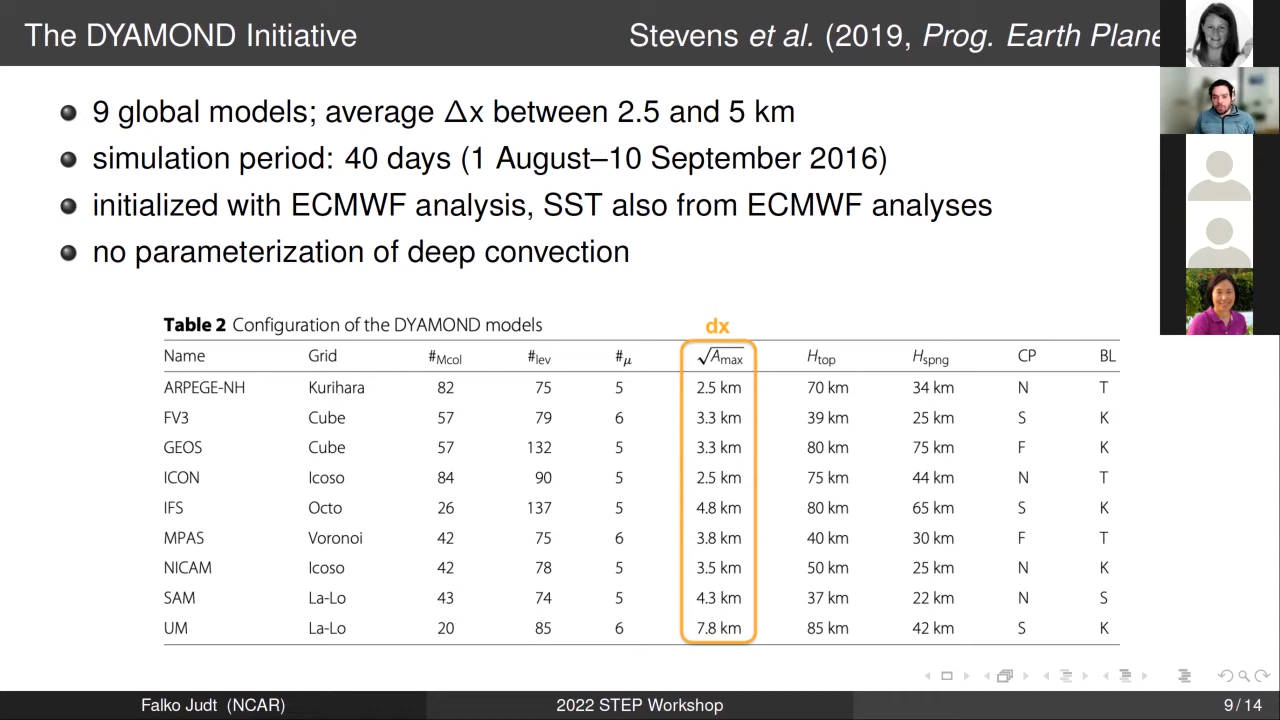 The DYAMOND Initiative
Stevens et al. (2019, Prog. Earth Plane
9 global models; average Δx between 2.5 and 5 km
simulation period: 40 days (1 August–10 September 2016)
initialized with ECMWF analysis, SST also from ECMWF analyses
no parameterization of deep convection
Table 2 Configuration of the DYAMOND models
dx
Name Grid #Mcol #lev #μ √Amax Htop Hspng CP BL
ARPEGE-NH Kurihara 82 75 5 2.5 km 70 km 34 km N T
FV3 Cube 57 79 6 3.3 km 39 km 25 km S K
GEOS Cube 57 132 5 3.3 km 80 km 75 km F K
ICON Icoso 84 90 5 2.5 km 75 km 44 km N T
IFS Octo 26 137 5 4.8 km 80 km 65 km S K
MPAS Voronoi 42 75 6 3.8 km 40 km 30 km F T
NICAM Icoso 42 78 5 3.5 km 50 km 25 km N K
SAM La-Lo 43 74 5 4.3 km 37 km 22 km N S
UM La-Lo 20 85 6 7.8 km 85 km 42 km S K
Falko Judt (NCAR) 2022 STEP Workshop 9 / 14